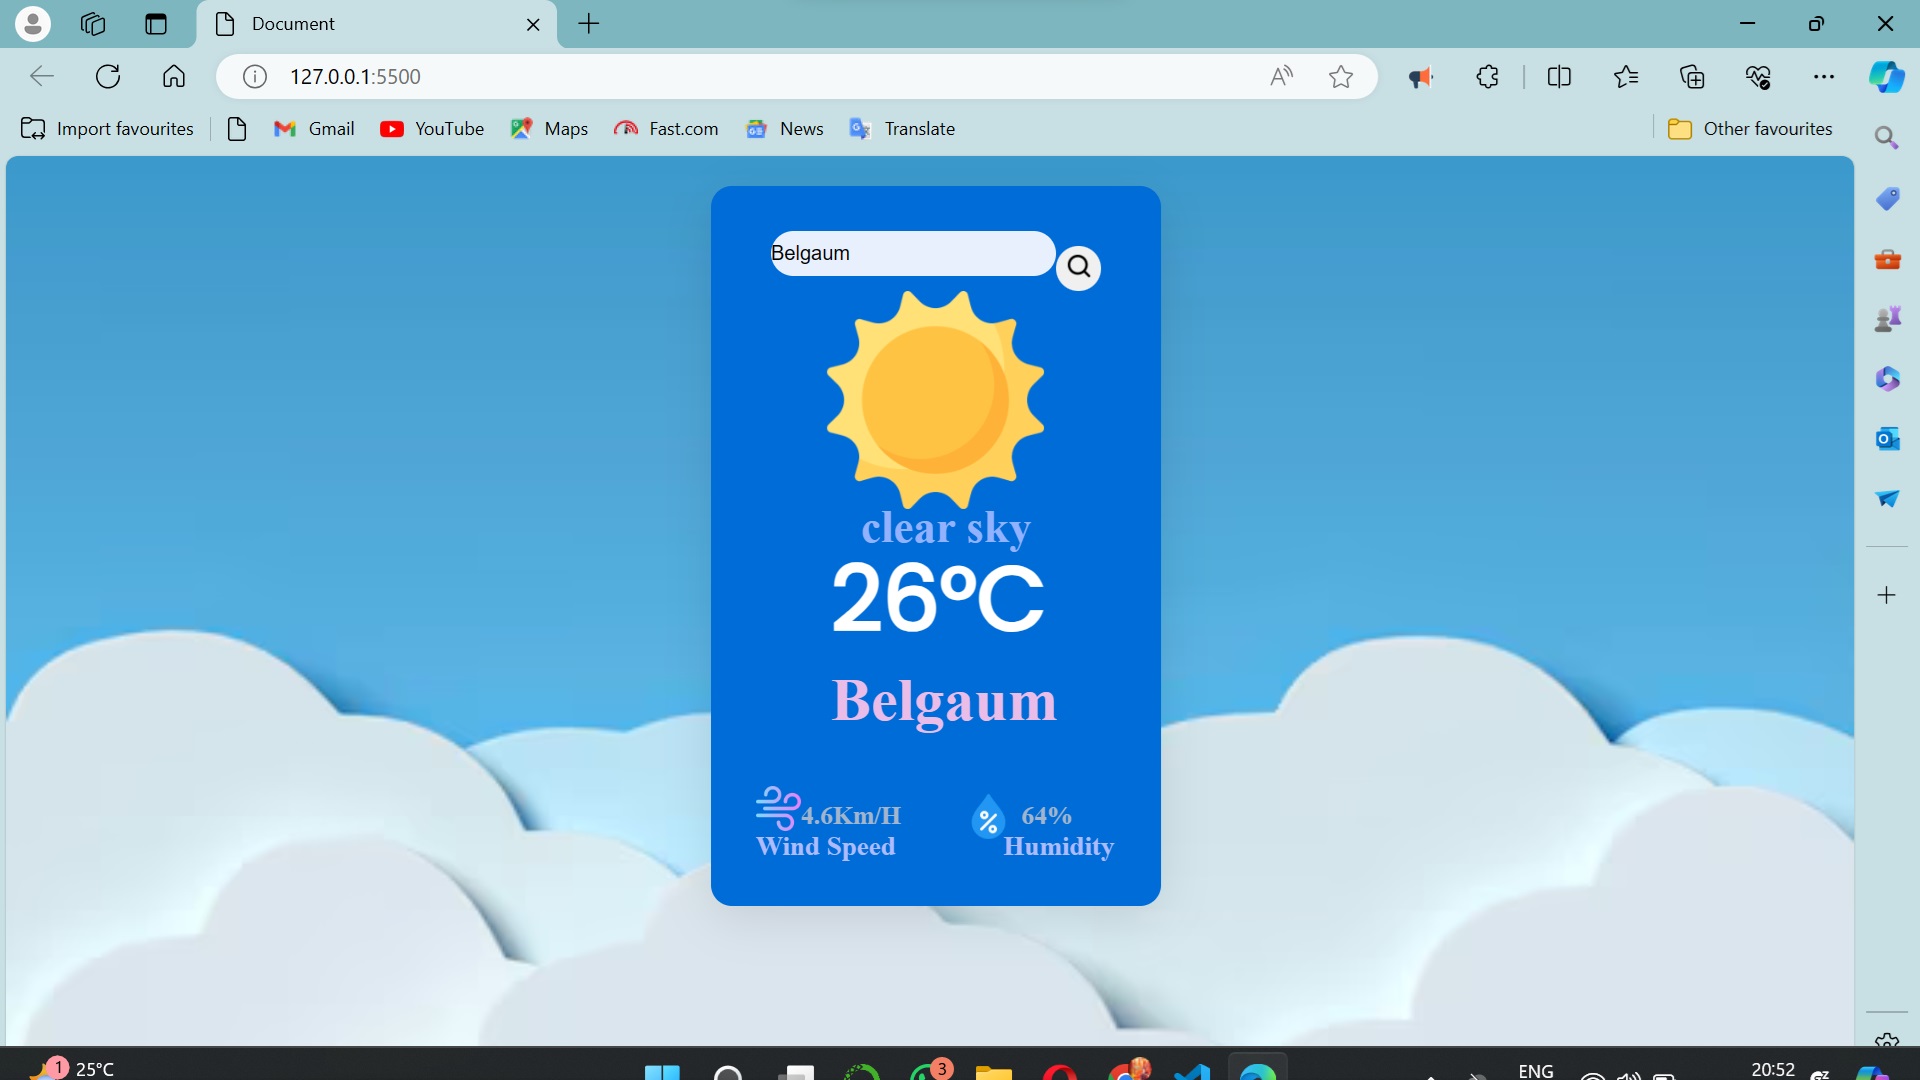 Document
127.0.0.1:5500
Import favourites
Gmail
YouTube
Maps
Fast.com
News
Translate
Other favourites
Belgaum
clear sky
26°C
Belgaum
4.6Km/H
64%
Wind Speed
Humidity
1
25°C
3
ENG
20:52